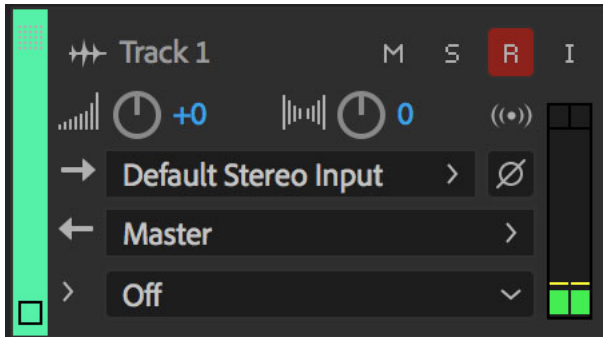 Track 1 M S R I
+0 0
Default Stereo Input Ø
Master
Off